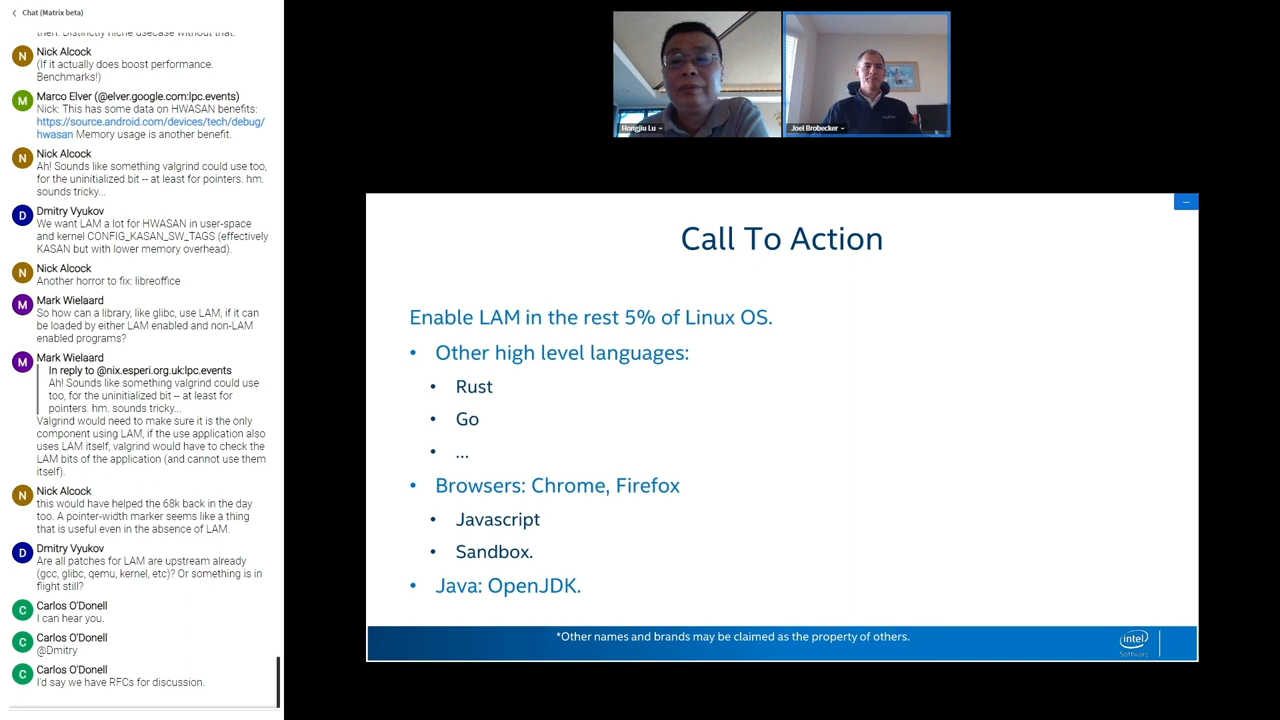 Chat (Matrix beta)
then. Distinctly niche usecase without that.
N
Nick Alcock
(If it actually does boost performance.
Benchmarks!)
M
Marco Elver (@elver.google.com:lpc.events)
Nick: This has some data on HWASAN benefits:
https://source.android.com/devices/tech/debug/
hwasan Memory usage is another benefit.
N
Nick Alcock
Ah! Sounds like something valgrind could use too,
for the uninitialized bit -- at least for pointers. hm.
sounds tricky...
D
Dmitry Vyukov
We want LAM a lot for HWASAN in user-space
and kernel CONFIG_KASAN_SW_TAGS (effectively
KASAN but with lower memory overhead).
N
Nick Alcock
Another horror to fix: libreoffice
M
Mark Wielaard
So how can a library, like glibc, use LAM, if it can
be loaded by either LAM enabled and non-LAM
enabled programs?
M
Mark Wielaard
In reply to @nix.esperi.org.uk:lpc.events
Ah! Sounds like something valgrind could use
too, for the uninitialized bit -- at least for
pointers. hm. sounds tricky...
Valgrind would need to make sure it is the only
component using LAM, if the use application also
uses LAM itself, valgrind would have to check the
LAM bits of the application (and cannot use them
itself).
N
Nick Alcock
this would have helped the 68k back in the day
too. A pointer-width marker seems like a thing
that is useful even in the absence of LAM.
D
Dmitry Vyukov
Are all patches for LAM are upstream already
(gcc, glibc, qemu, kernel, etc)? Or something is in
flight still?
C
Carlos O'Donell
I can hear you.
C
Carlos O'Donell
@Dmitry
C
Carlos O'Donell
I'd say we have RFCs for discussion.
Hongjiu Lu
Joel Brobecker
Call To Action
Enable LAM in the rest 5% of Linux OS.
• Other high level languages:
• Rust
• Go
• ...
• Browsers: Chrome, Firefox
• Javascript
• Sandbox.
• Java: OpenJDK.
*Other names and brands may be claimed as the property of others.
intel
Software